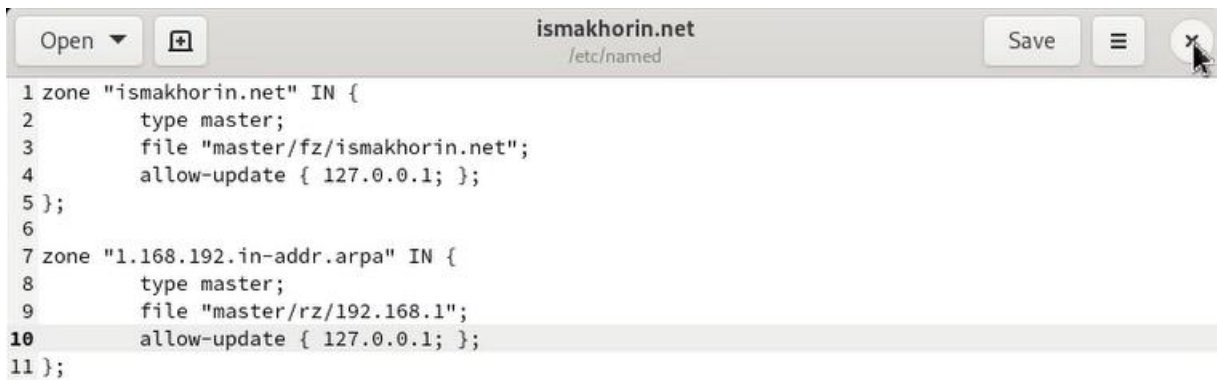 Open
ismakhorin.net
/etc/named
Save
1 zone "ismakhorin.net" IN {
2         type master;
3         file "master/fz/ismakhorin.net";
4         allow-update { 127.0.0.1; };
5 };
6
7 zone "1.168.192.in-addr.arpa" IN {
8         type master;
9         file "master/rz/192.168.1";
10         allow-update { 127.0.0.1; };
11 };